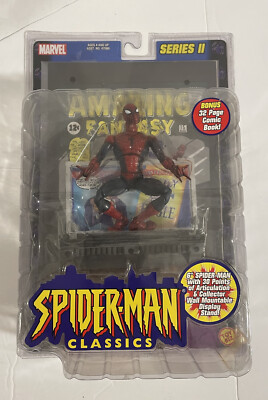 MARVEL
SERIES II
AMAZING
FANTASY
BONUS
32 Page
Comic
Book!
6" SPIDER-MAN
with 30 Points
of Articulation
& Collector
Wall Mountable
Display
Stand!
SPIDER-MAN
CLASSICS